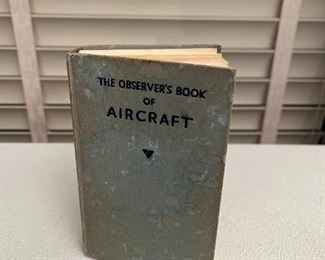 THE OBSERVER'S BOOK
OF
AIRCRAFT